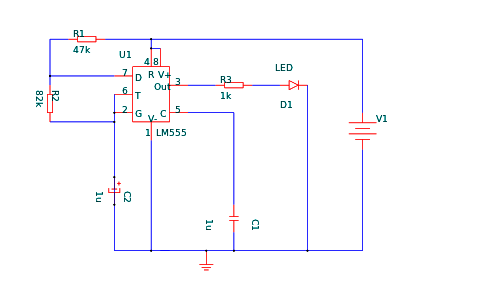 R1
47k
U1
4 8
R V+
7 D
Out 3
6 T
2 G C 5
V-
1 LM555
R2
82k
R3
1k
LED
D1
V1
+
C2
1u
C1
1u